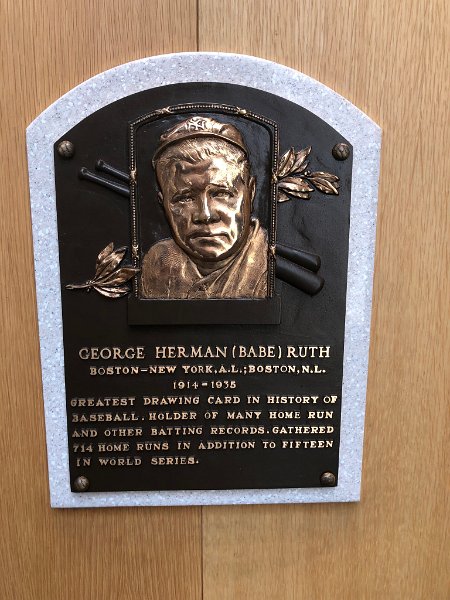 GEORGE HERMAN (BABE) RUTH
BOSTON-NEW YORK, A.L.; BOSTON, N.L.
1914-1935
GREATEST DRAWING CARD IN HISTORY OF
BASEBALL. HOLDER OF MANY HOME RUN
AND OTHER BATTING RECORDS. GATHERED
714 HOME RUNS IN ADDITION TO FIFTEEN
IN WORLD SERIES.